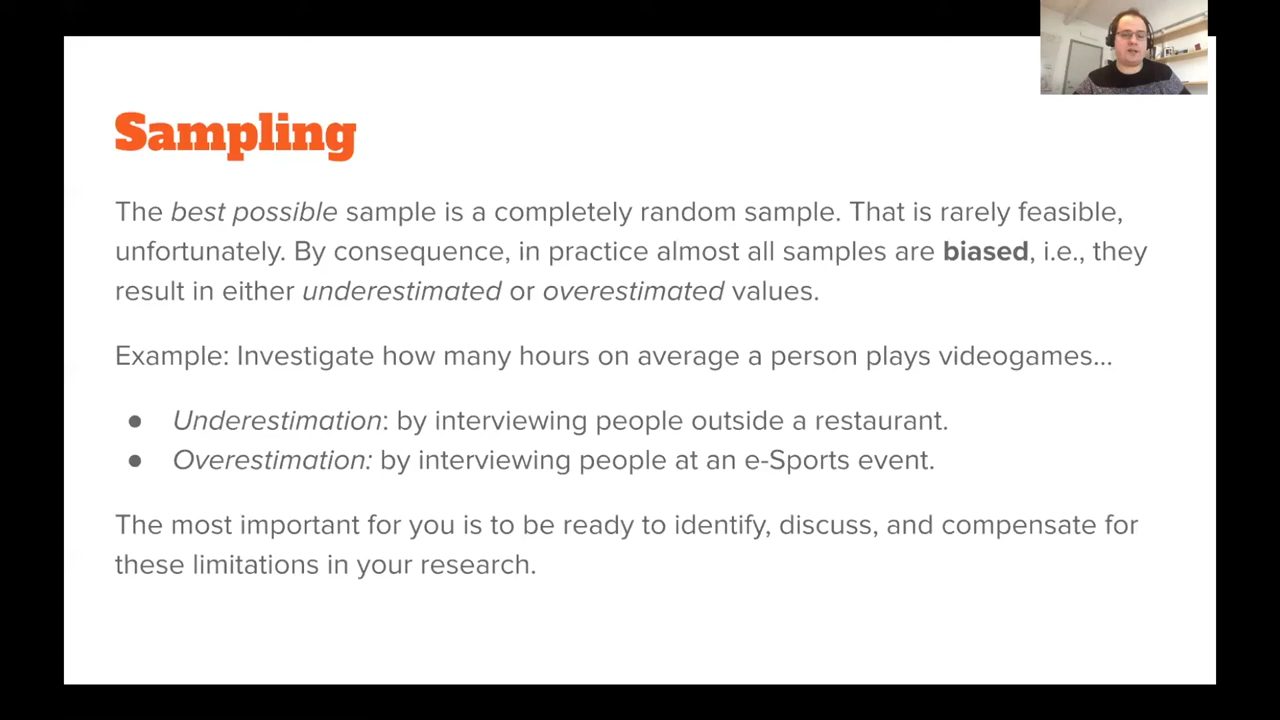 Sampling
The best possible sample is a completely random sample. That is rarely feasible,
unfortunately. By consequence, in practice almost all samples are biased, i.e., they
result in either underestimated or overestimated values.
Example: Investigate how many hours on average a person plays videogames...
● Underestimation: by interviewing people outside a restaurant.
● Overestimation: by interviewing people at an e-Sports event.
The most important for you is to be ready to identify, discuss, and compensate for
these limitations in your research.